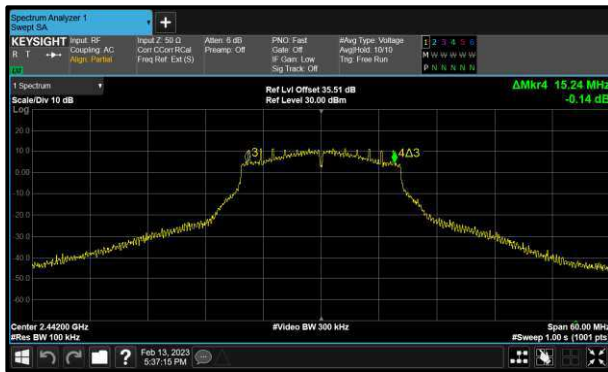 Spectrum Analyzer 1
Swept SA
+
KEYSIGHT Input: RF Input Z: 50 Ω Atten: 6 dB PNO: Fast #Avg Type: Voltage 1 2 3 4 5 6
R T Coupling: AC Corr CCorr RCal Preamp: Off Gate: Off Avg|Hold: 10/10 M W W W W W
Align: Partial Freq Ref: Ext (S) IF Gain: Low Trig: Free Run
Sig Track: Off P N N N N N
1 Spectrum
Ref Lvl Offset 35.51 dB
ΔMkr4 15.24 MHz
Scale/Div 10 dB
Ref Level 30.00 dBm
-0.14 dB
Log
20.0
10.0
3
4Δ3
0.00
-10.0
-20.0
-30.0
-40.0
-50.0
-60.0
Center 2.44200 GHz
#Video BW 300 kHz
Span 60.00 MHz
#Res BW 100 kHz
#Sweep 1.00 s (1001 pts)
?
Feb 13, 2023
5:37:15 PM